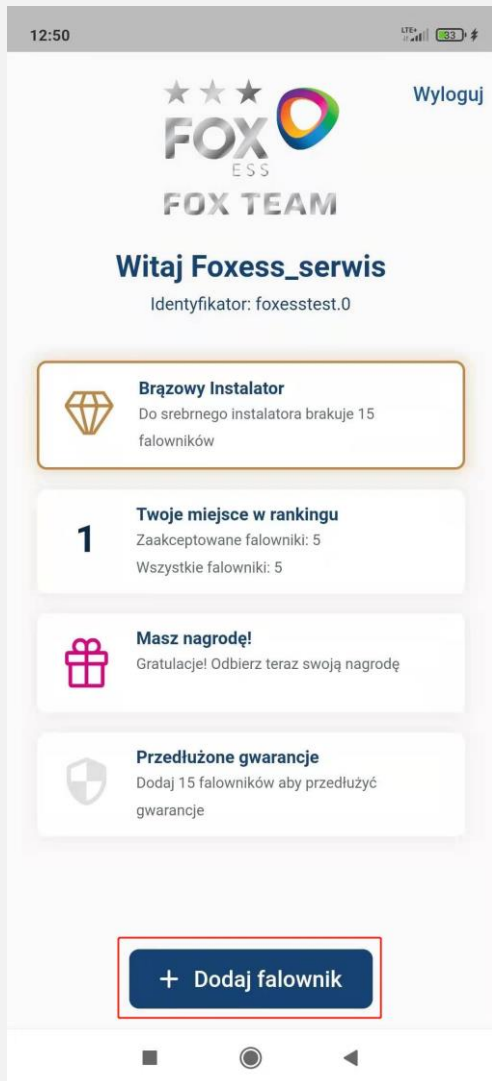 12:50
LTE+
33
Wyloguj
FOX
ESS
FOX TEAM
Witaj Foxess_serwis
Identyfikator: foxesstest.0
Brązowy Instalator
Do srebrnego instalatora brakuje 15
falowników
1
Twoje miejsce w rankingu
Zaakceptowane falowniki: 5
Wszystkie falowniki: 5
Masz nagrodę!
Gratulacje! Odbierz teraz swoją nagrodę
Przedłużone gwarancje
Dodaj 15 falowników aby przedłużyć
gwarancje
+ Dodaj falownik